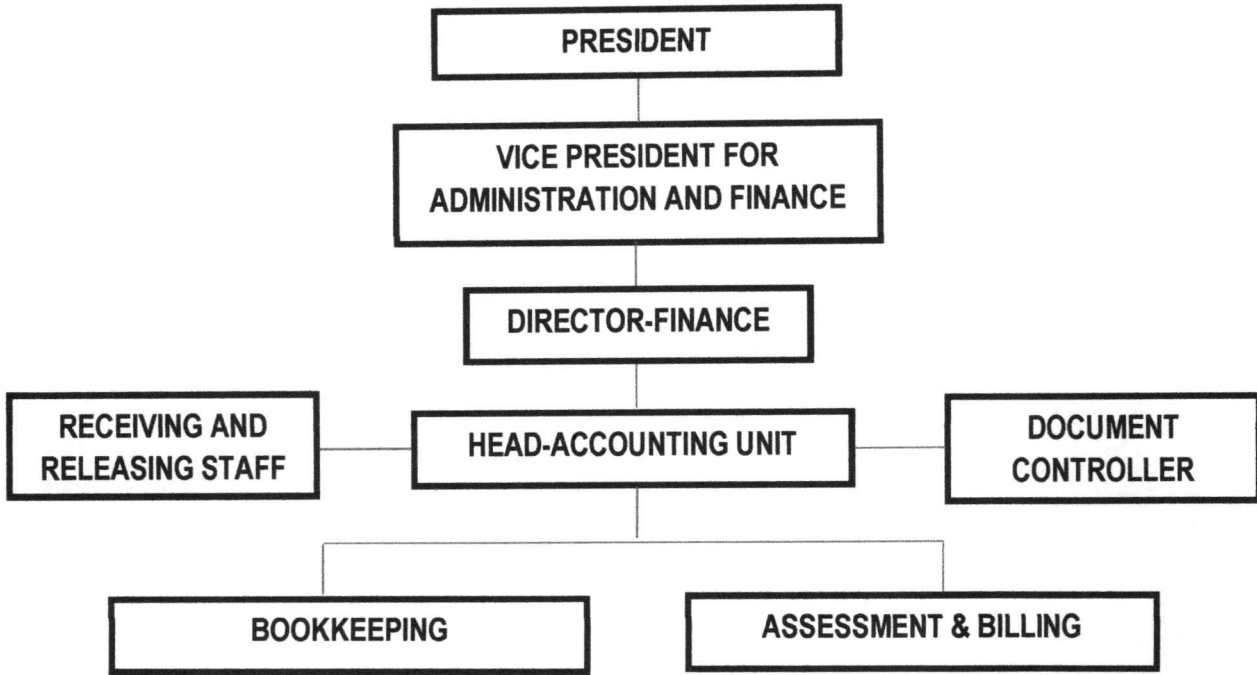 PRESIDENT
VICE PRESIDENT FOR
ADMINISTRATION AND FINANCE
DIRECTOR-FINANCE
RECEIVING AND
RELEASING STAFF
HEAD-ACCOUNTING UNIT
DOCUMENT
CONTROLLER
BOOKKEEPING
ASSESSMENT & BILLING